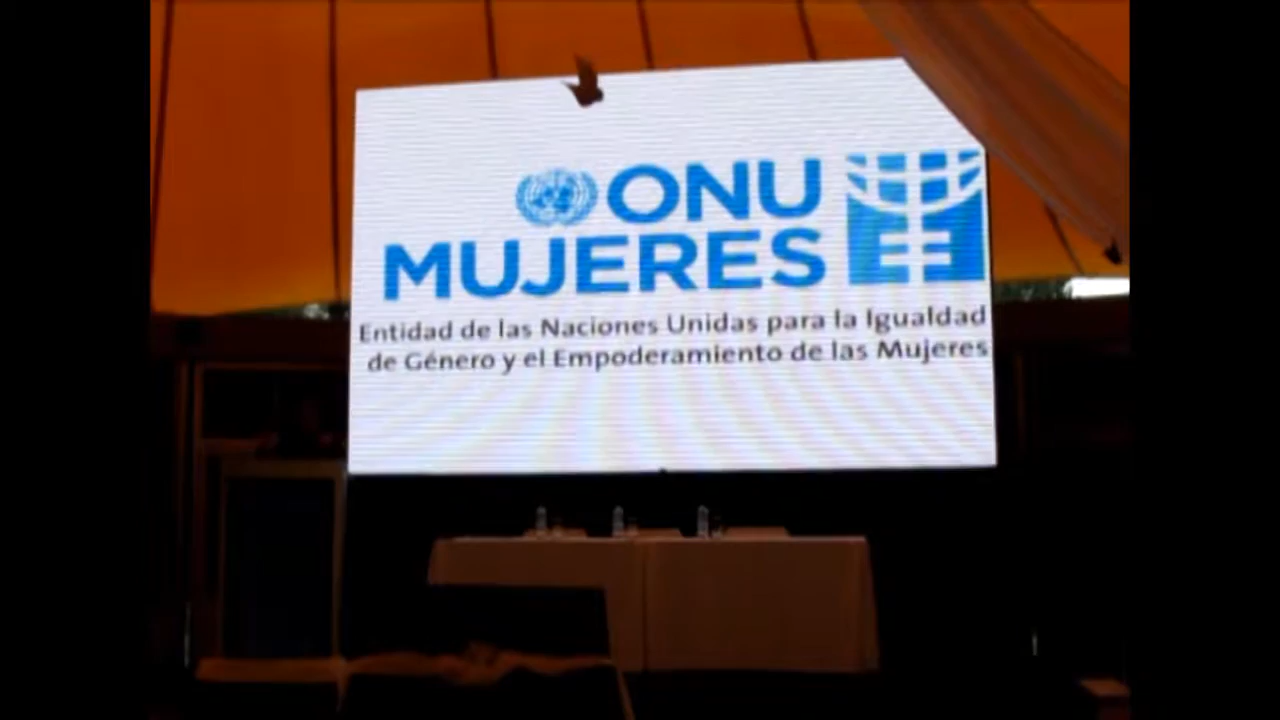 ONU
MUJERES
Entidad de las Naciones Unidas para la Igualdad
de Género y el Empoderamiento de las Mujeres